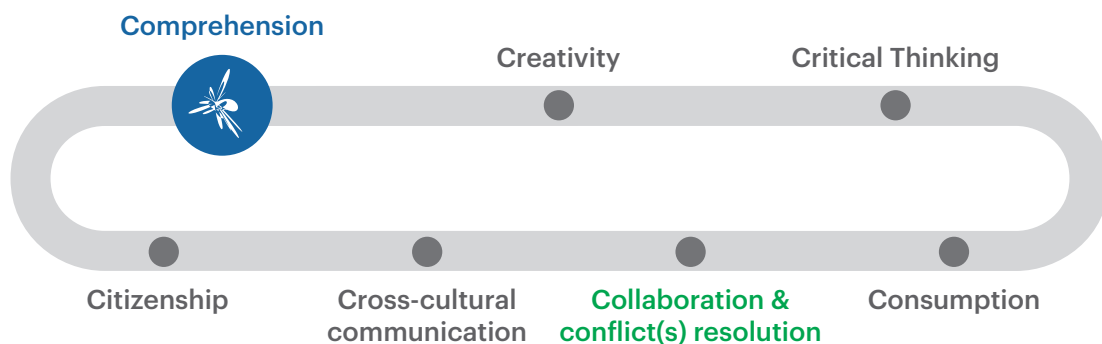 Comprehension
Creativity
Critical Thinking
Citizenship
Cross-cultural
communication
Collaboration &
conflict(s) resolution
Consumption